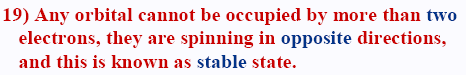 19) Any orbital cannot be occupied by more than two
electrons, they are spinning in opposite directions,
and this is known as stable state.